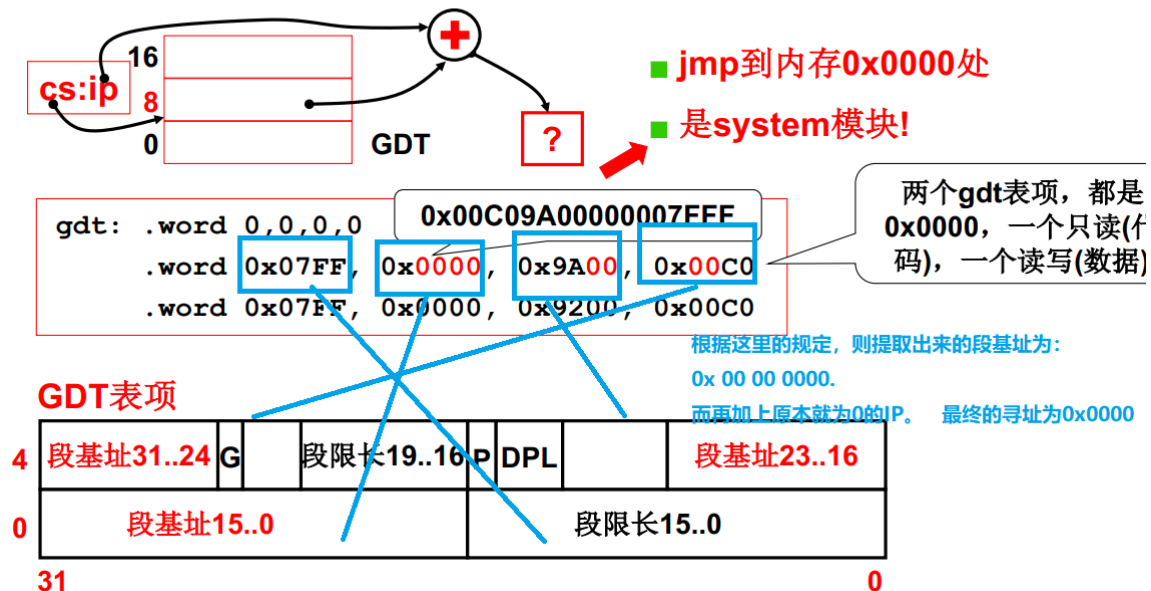 16
cs:ip
8
0
GDT
+
?
jmp到内存0x0000处
是system模块!
0x00C09A00000007FFF
两个gdt表项，都是
0x0000，一个只读(代
码)，一个读写(数据)
gdt: .word 0,0,0,0
.word 0x07FF, 0x0000, 0x9A00, 0x00C0
.word 0x07FF, 0x0000, 0x9200, 0x00C0
根据这里的规定，则提取出来的段基址为：
0x 00 00 0000.
而再加上原本就为0的IP。 最终的寻址为0x0000
GDT表项
4 段基址31..24 G 段限长19..16 P DPL 段基址23..16
0 段基址15..0 段限长15..0
31 0